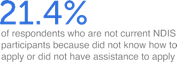 21.4%
of respondents who are not current NDIS
participants because did not know how to
apply or did not have assistance to apply